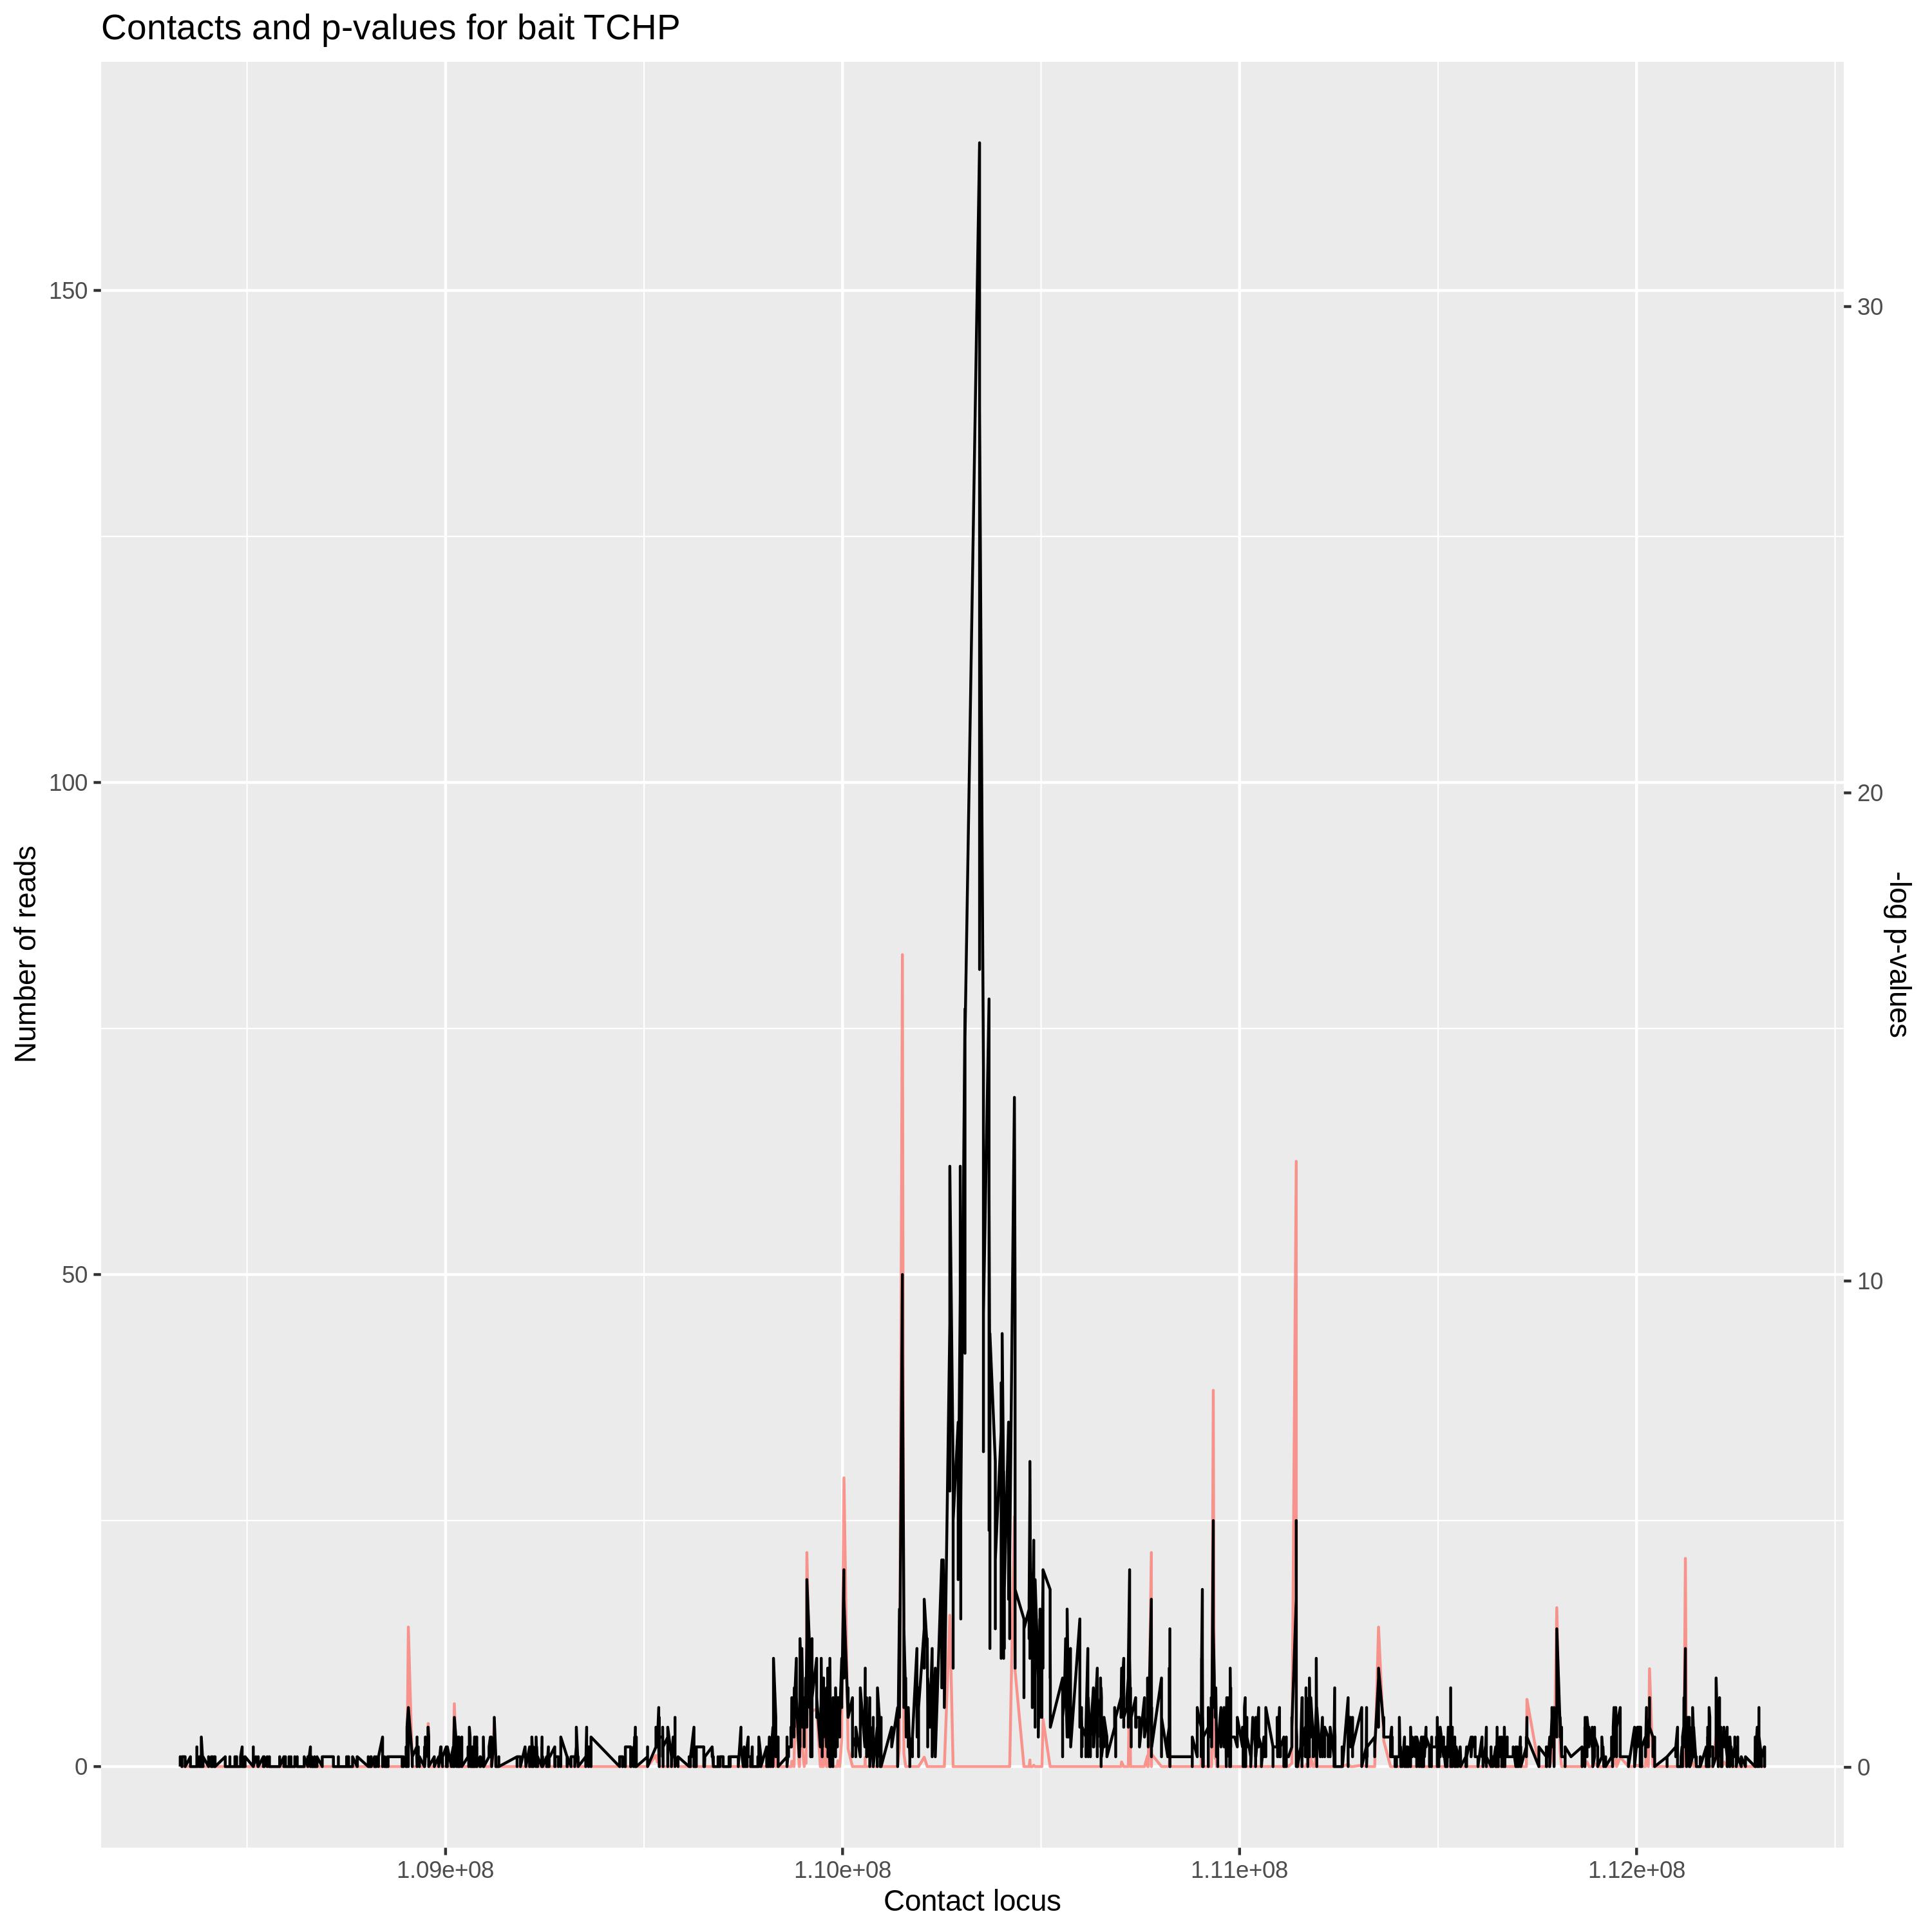 Contacts and p-values for bait TCHP
150
100
50
0
30
20
10
0
Number of reads
-log p-values
1.09e+08
1.10e+08
1.11e+08
1.12e+08
Contact locus